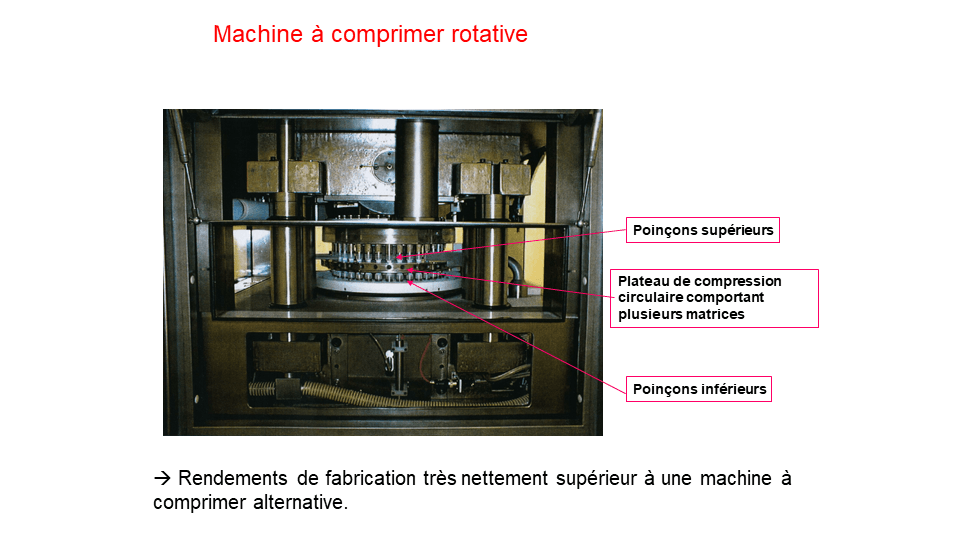 Machine à comprimer rotative
Poinçons supérieurs
Plateau de compression
circulaire comportant
plusieurs matrices
Poinçons inférieurs
→ Rendements de fabrication très nettement supérieur à une machine à
comprimer alternative.